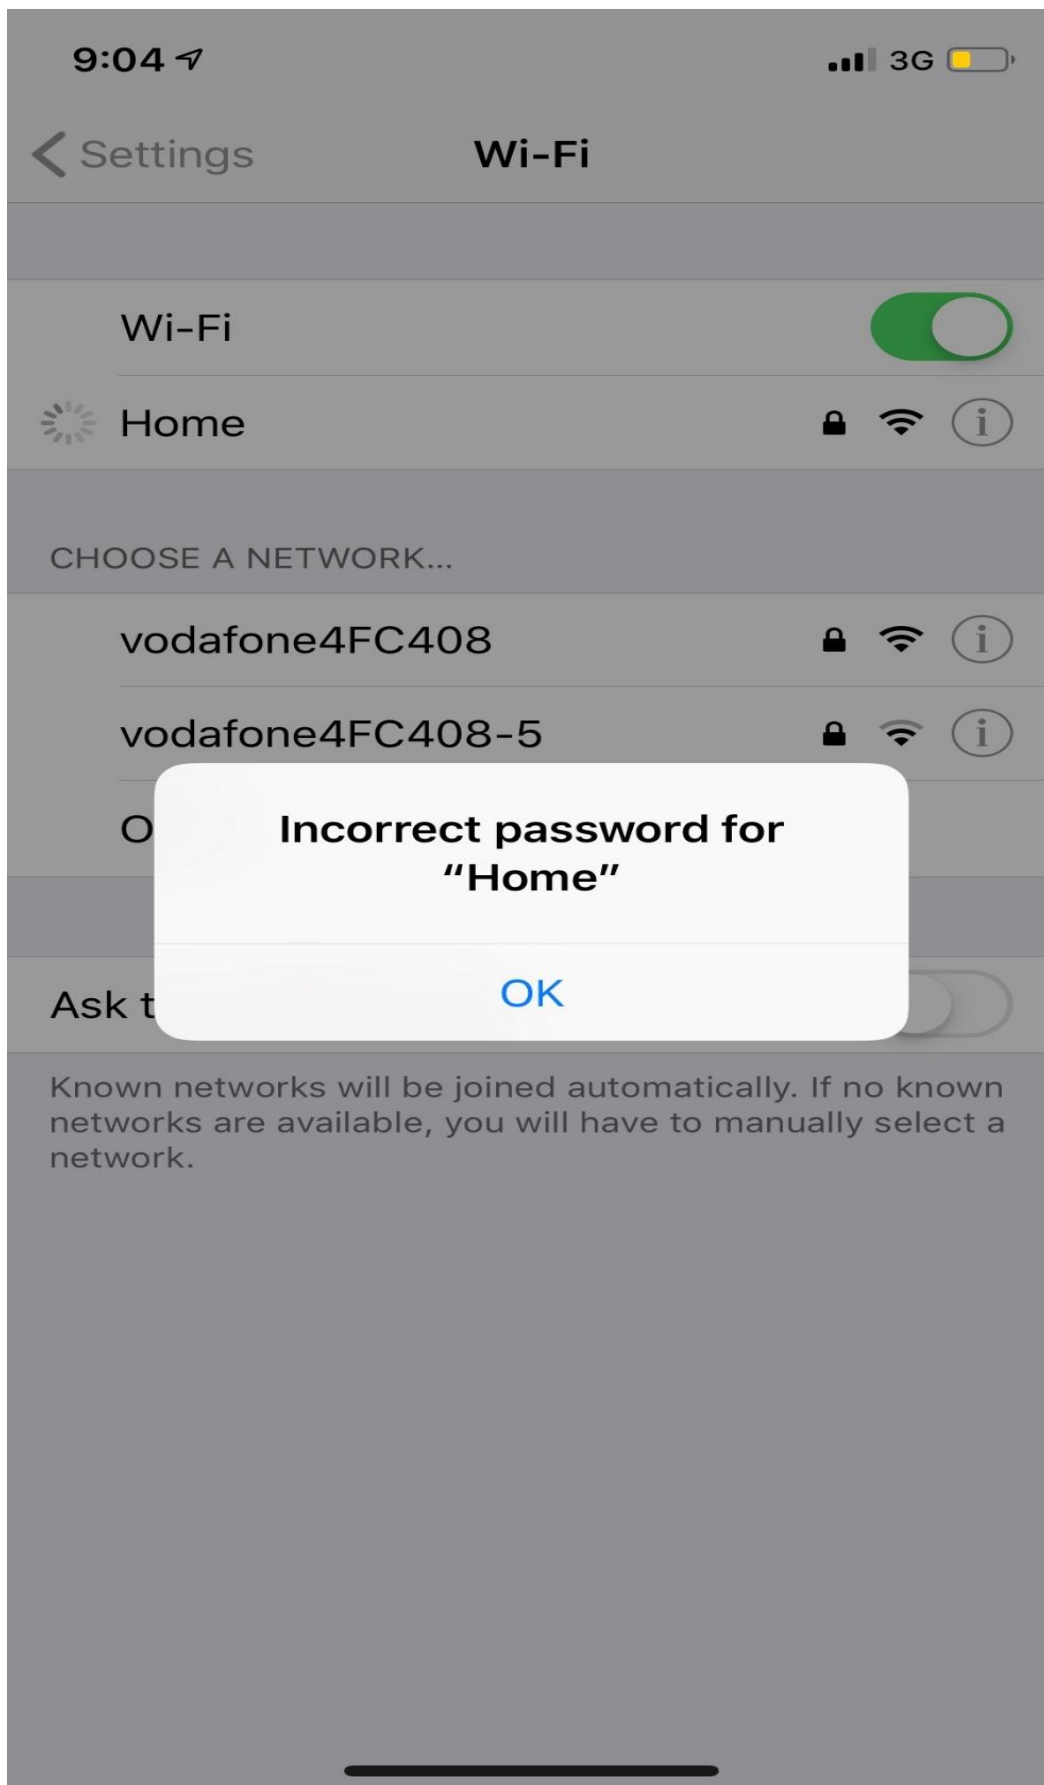 9:04
3G
Settings
Wi-Fi
Wi-Fi
Home
CHOOSE A NETWORK...
vodafone4FC408
vodafone4FC408-5
O
Incorrect password for
“Home”
OK
Ask t
Known networks will be joined automatically. If no known
networks are available, you will have to manually select a
network.